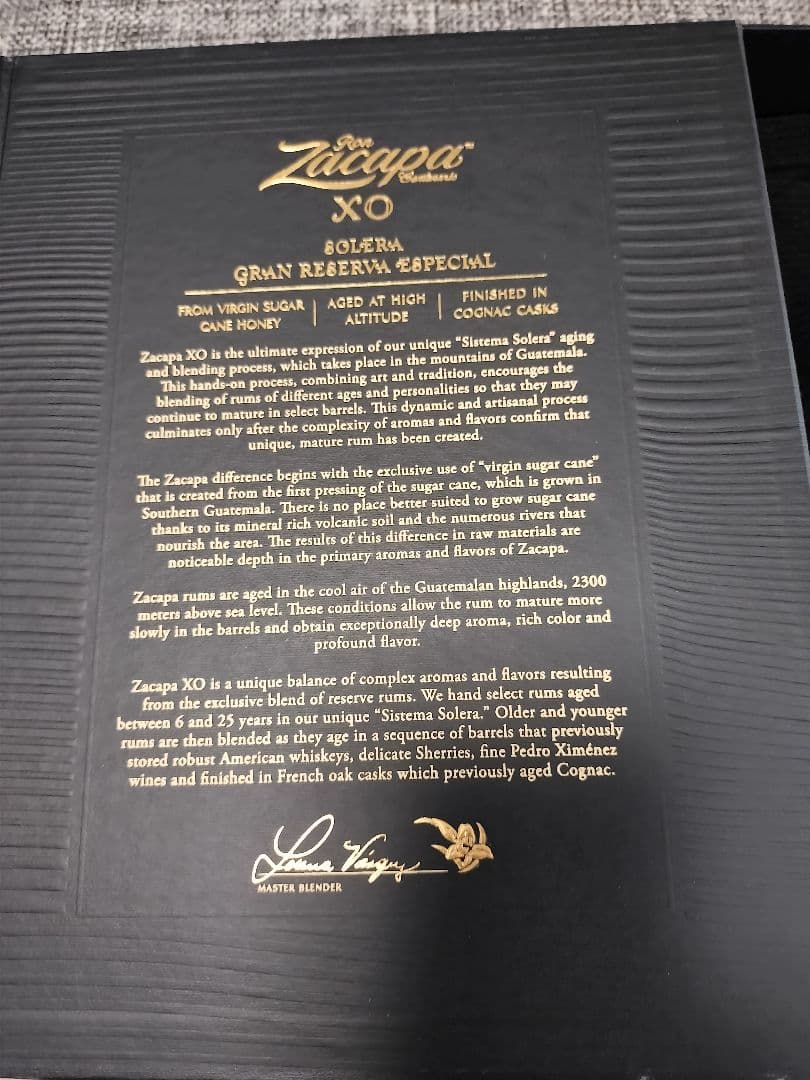 Ron
Zacapa™
Centenario
XO
SOLERA
GRAN RESERVA ESPECIAL
FROM VIRGIN SUGAR CANE HONEY | AGED AT HIGH ALTITUDE | FINISHED IN COGNAC CASKS
Zacapa XO is the ultimate expression of our unique “Sistema Solera” aging
and blending process, which takes place in the mountains of Guatemala.
This hands-on process, combining art and tradition, encourages the
blending of rums of different ages and personalities so that they may
continue to mature in select barrels. This dynamic and artisanal process
culminates only after the complexity of aromas and flavors confirm that
unique, mature rum has been created.
The Zacapa difference begins with the exclusive use of “virgin sugar cane”
that is created from the first pressing of the sugar cane, which is grown in
Southern Guatemala. There is no place better suited to grow sugar cane
thanks to its mineral rich volcanic soil and the numerous rivers that
nourish the area. The results of this difference in raw materials are
noticeable depth in the primary aromas and flavors of Zacapa.
Zacapa rums are aged in the cool air of the Guatemalan highlands, 2300
meters above sea level. These conditions allow the rum to mature more
slowly in the barrels and obtain exceptionally deep aroma, rich color and
profound flavor.
Zacapa XO is a unique balance of complex aromas and flavors resulting
from the exclusive blend of reserve rums. We hand select rums aged
between 6 and 25 years in our unique “Sistema Solera.” Older and younger
rums are then blended as they age in a sequence of barrels that previously
stored robust American whiskeys, delicate Sherries, fine Pedro Ximénez
wines and finished in French oak casks which previously aged Cognac.
Lorena Vásquez
MASTER BLENDER